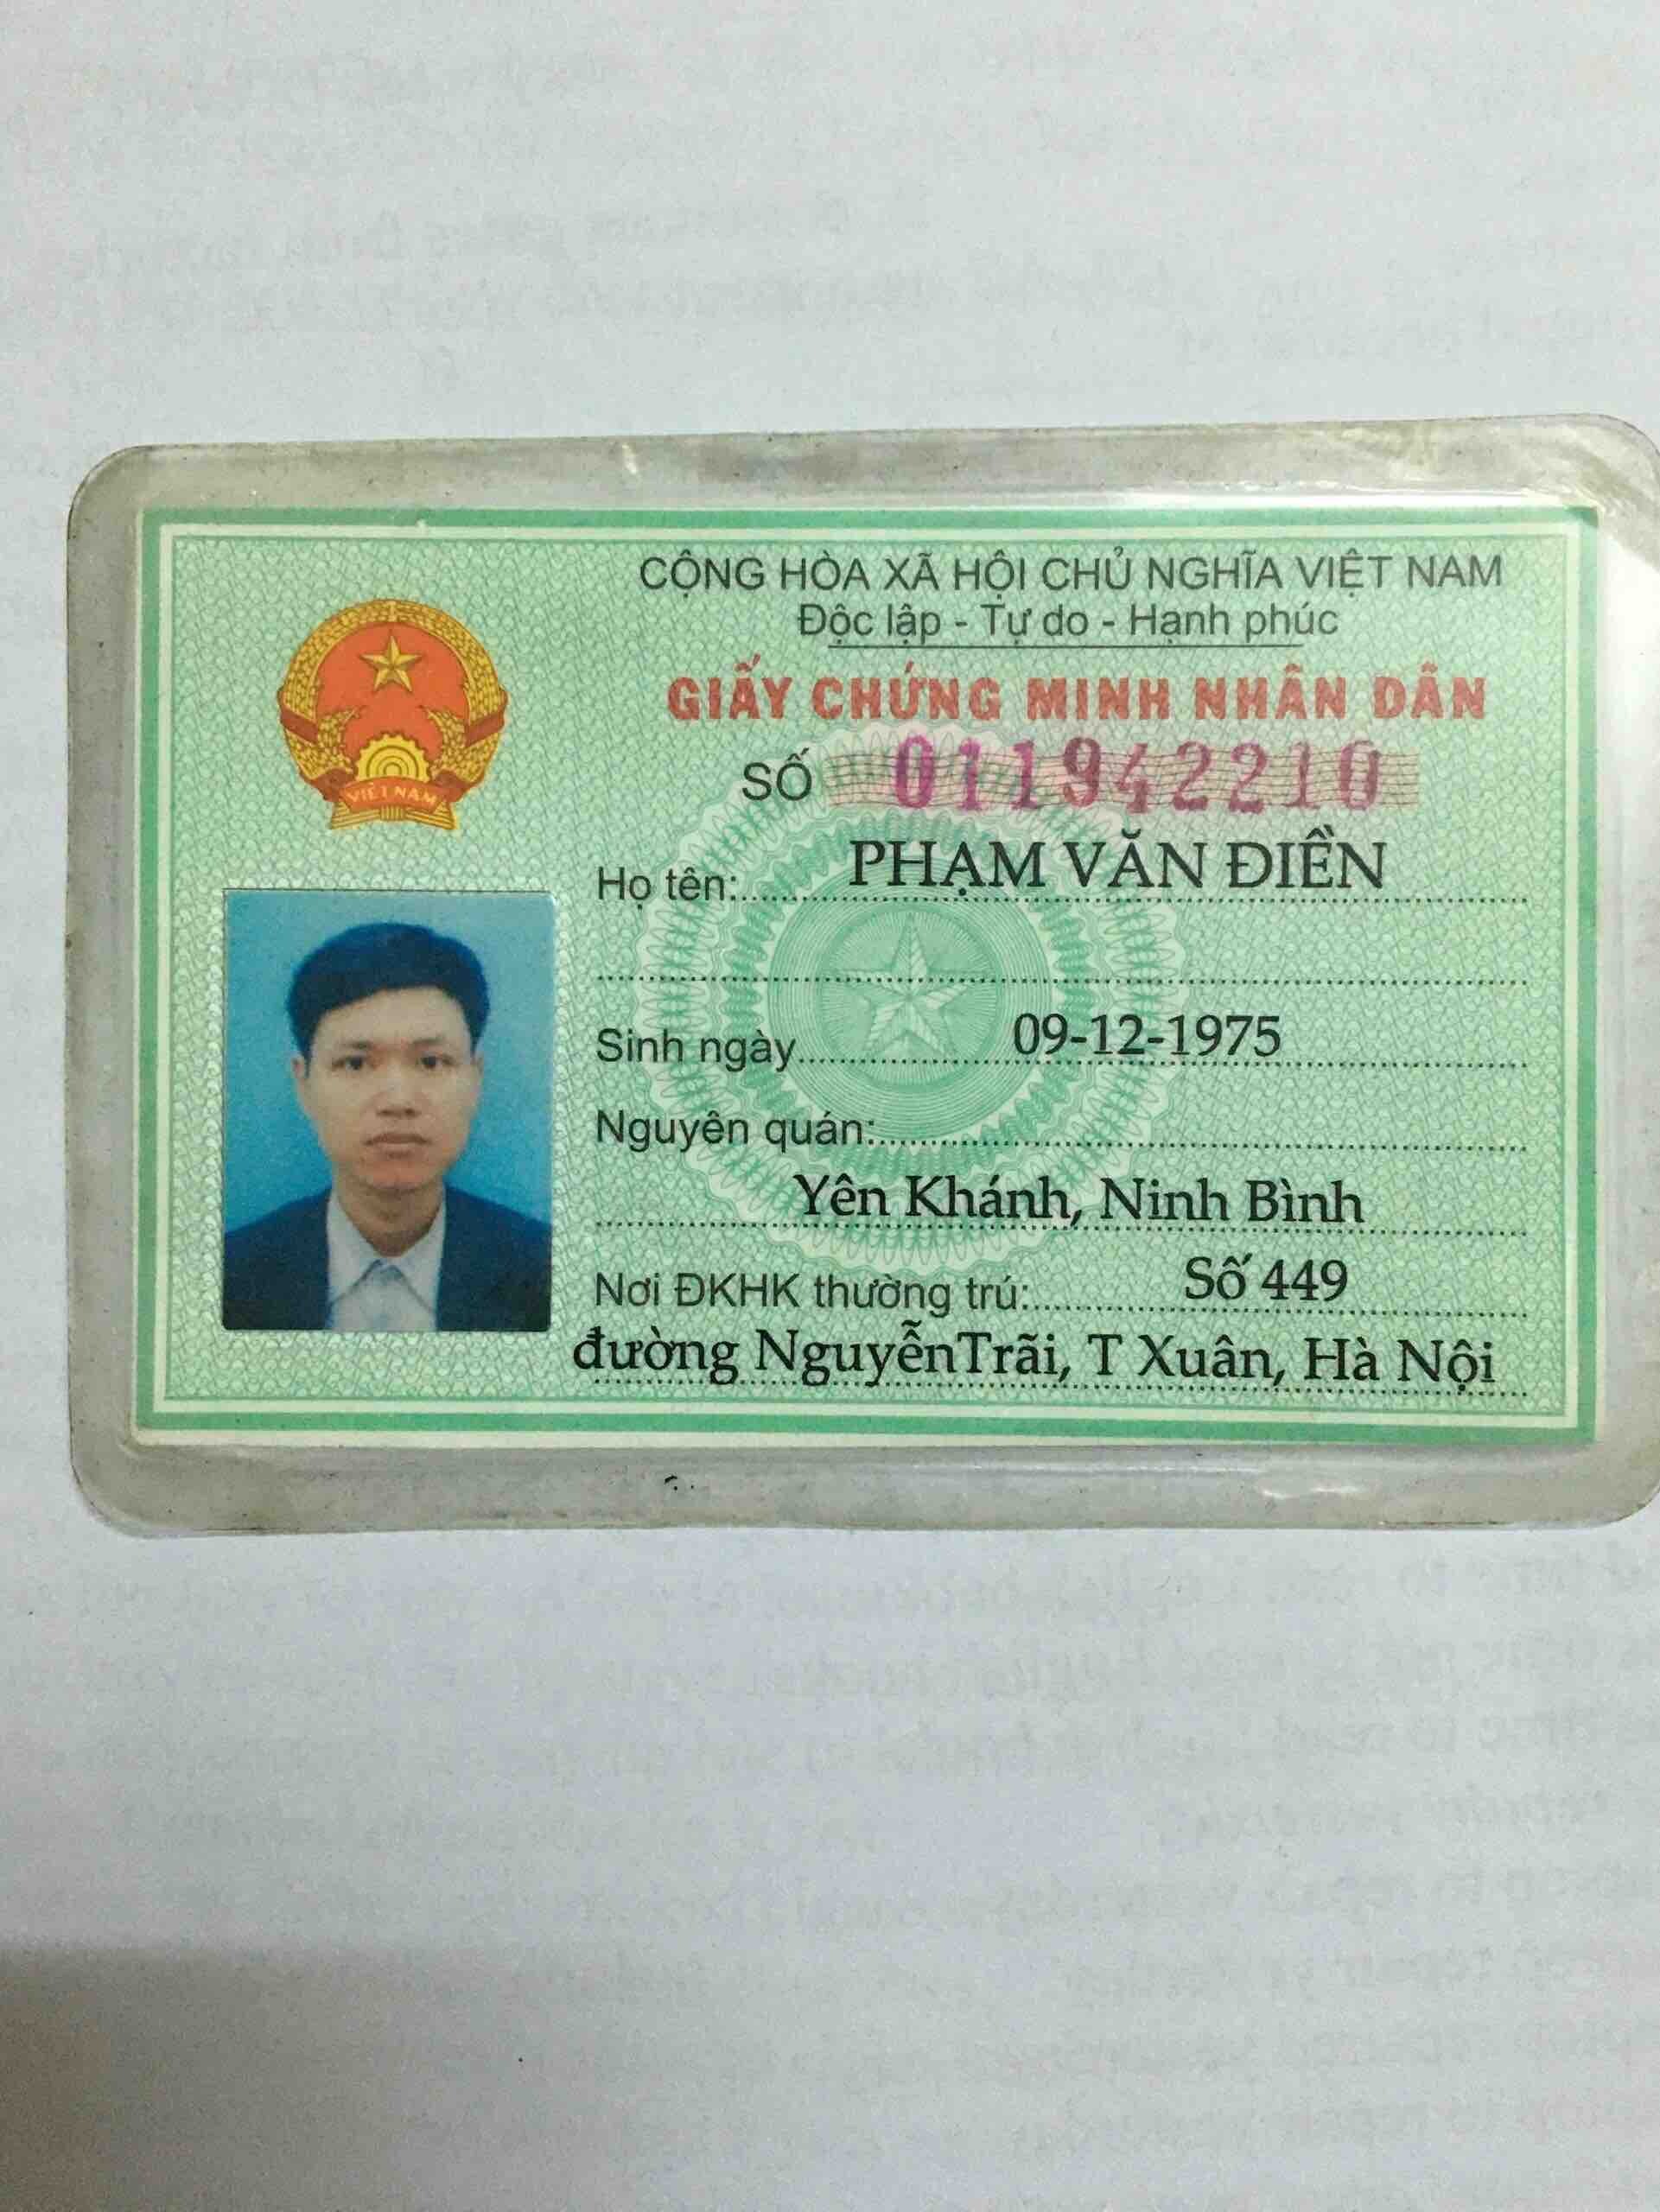 CỘNG HÒA XÃ HỘI CHỦ NGHĨA VIỆT NAM
Độc lập - Tự do - Hạnh phúc
GIẤY CHỨNG MINH NHÂN DÂN
SỐ 011942210
VIỆT NAM
Họ tên: PHẠM VĂN ĐIỀN
Sinh ngày 09-12-1975
Nguyên quán:
Yên Khánh, Ninh Bình
Nơi ĐKHK thường trú: Số 449
đường NguyễnTrãi, T Xuân, Hà Nội